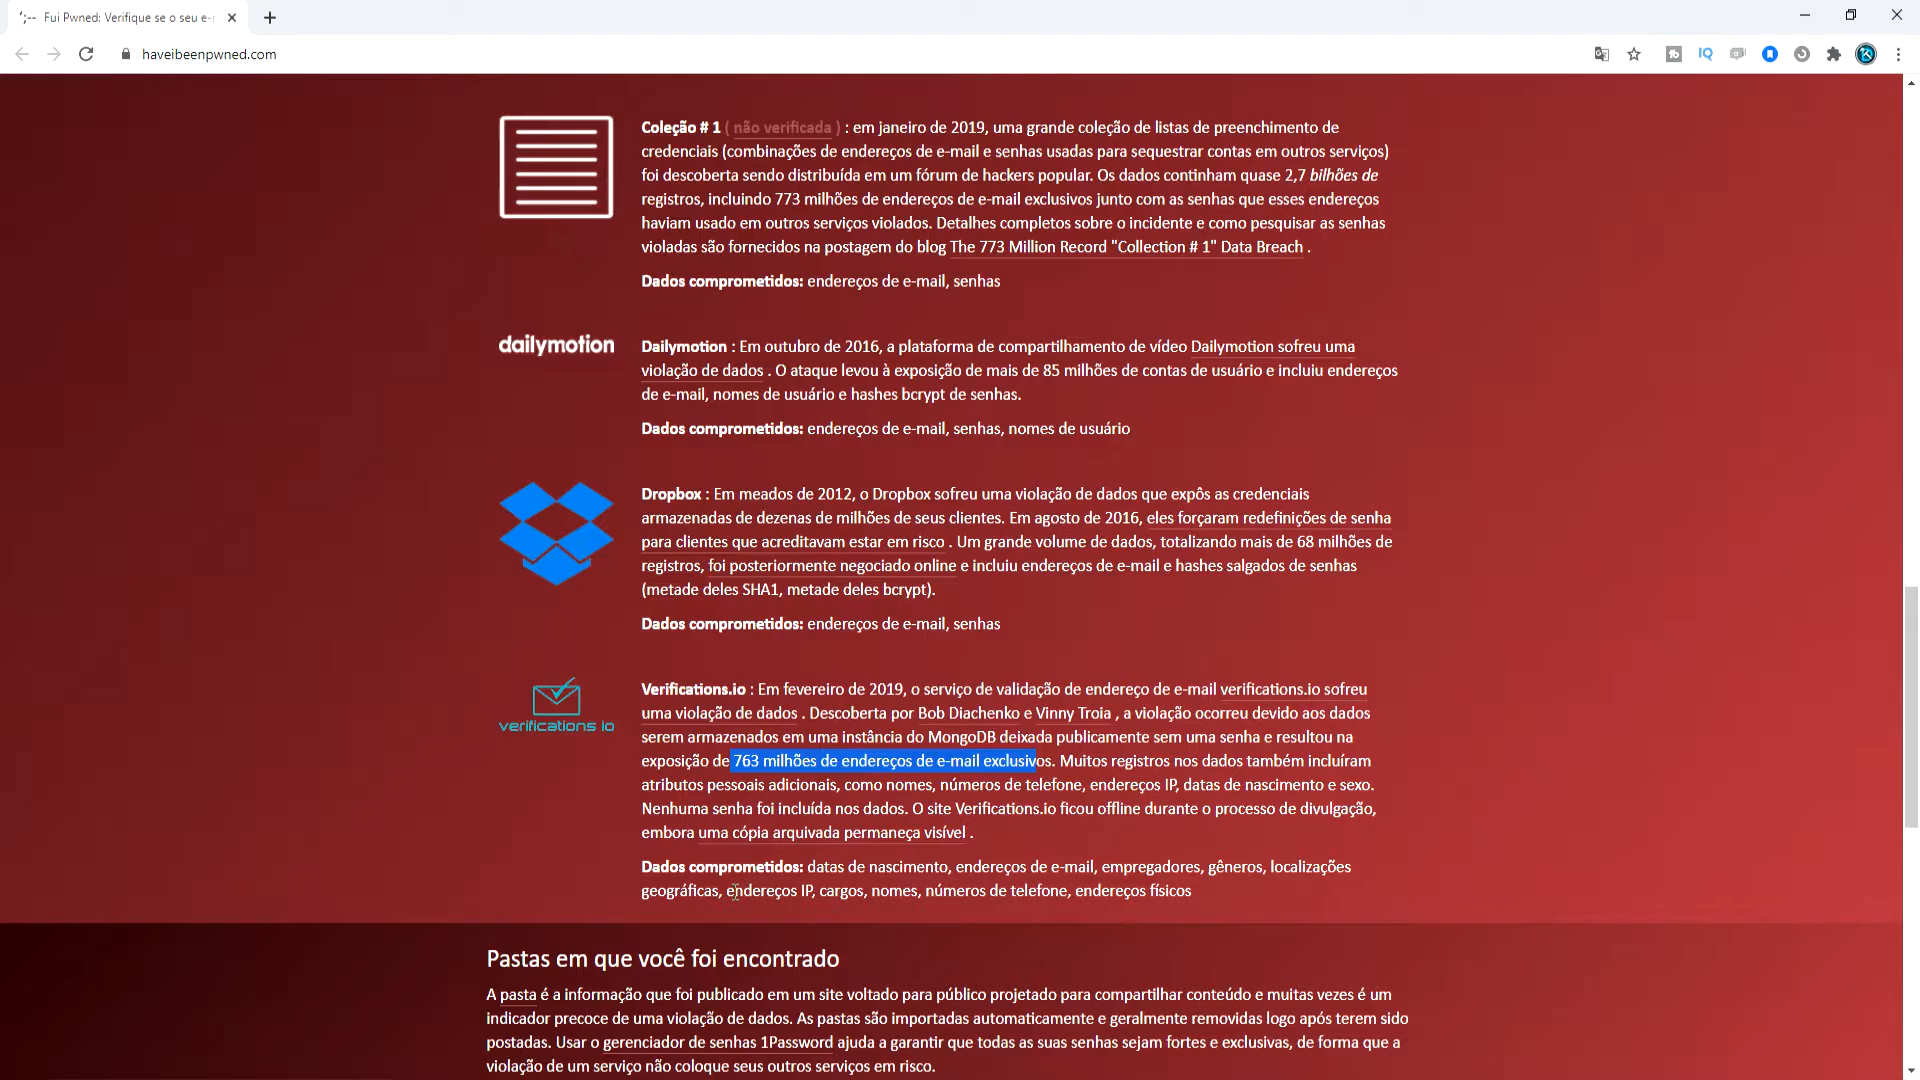 Fui Pwned: Verifique se o seu e-
haveibeenpwned.com
IQ
Coleção # 1 ( não verificada ) : em janeiro de 2019, uma grande coleção de listas de preenchimento de
credenciais (combinações de endereços de e-mail e senhas usadas para sequestrar contas em outros serviços)
foi descoberta sendo distribuída em um fórum de hackers popular. Os dados continham quase 2,7 bilhões de
registros, incluindo 773 milhões de endereços de e-mail exclusivos junto com as senhas que esses endereços
haviam usado em outros serviços violados. Detalhes completos sobre o incidente e como pesquisar as senhas
violadas são fornecidos na postagem do blog The 773 Million Record "Collection # 1" Data Breach .
Dados comprometidos: endereços de e-mail, senhas
dailymotion
Dailymotion : Em outubro de 2016, a plataforma de compartilhamento de vídeo Dailymotion sofreu uma
violação de dados . O ataque levou à exposição de mais de 85 milhões de contas de usuário e incluiu endereços
de e-mail, nomes de usuário e hashes bcrypt de senhas.
Dados comprometidos: endereços de e-mail, senhas, nomes de usuário
Dropbox : Em meados de 2012, o Dropbox sofreu uma violação de dados que expôs as credenciais
armazenadas de dezenas de milhões de seus clientes. Em agosto de 2016, eles forçaram redefinições de senha
para clientes que acreditavam estar em risco . Um grande volume de dados, totalizando mais de 68 milhões de
registros, foi posteriormente negociado online e incluiu endereços de e-mail e hashes salgados de senhas
(metade deles SHA1, metade deles bcrypt).
Dados comprometidos: endereços de e-mail, senhas
verifications io
Verifications.io : Em fevereiro de 2019, o serviço de validação de endereço de e-mail verifications.io sofreu
uma violação de dados . Descoberta por Bob Diachenko e Vinny Troia , a violação ocorreu devido aos dados
serem armazenados em uma instância do MongoDB deixada publicamente sem uma senha e resultou na
exposição de 763 milhões de endereços de e-mail exclusivos. Muitos registros nos dados também incluíram
atributos pessoais adicionais, como nomes, números de telefone, endereços IP, datas de nascimento e sexo.
Nenhuma senha foi incluída nos dados. O site Verifications.io ficou offline durante o processo de divulgação,
embora uma cópia arquivada permaneça visível .
Dados comprometidos: datas de nascimento, endereços de e-mail, empregadores, gêneros, localizações
geográficas, endereços IP, cargos, nomes, números de telefone, endereços físicos
Pastas em que você foi encontrado
A pasta é a informação que foi publicado em um site voltado para público projetado para compartilhar conteúdo e muitas vezes é um
indicador precoce de uma violação de dados. As pastas são importadas automaticamente e geralmente removidas logo após terem sido
postadas. Usar o gerenciador de senhas 1Password ajuda a garantir que todas as suas senhas sejam fortes e exclusivas, de forma que a
violação de um serviço não coloque seus outros serviços em risco.